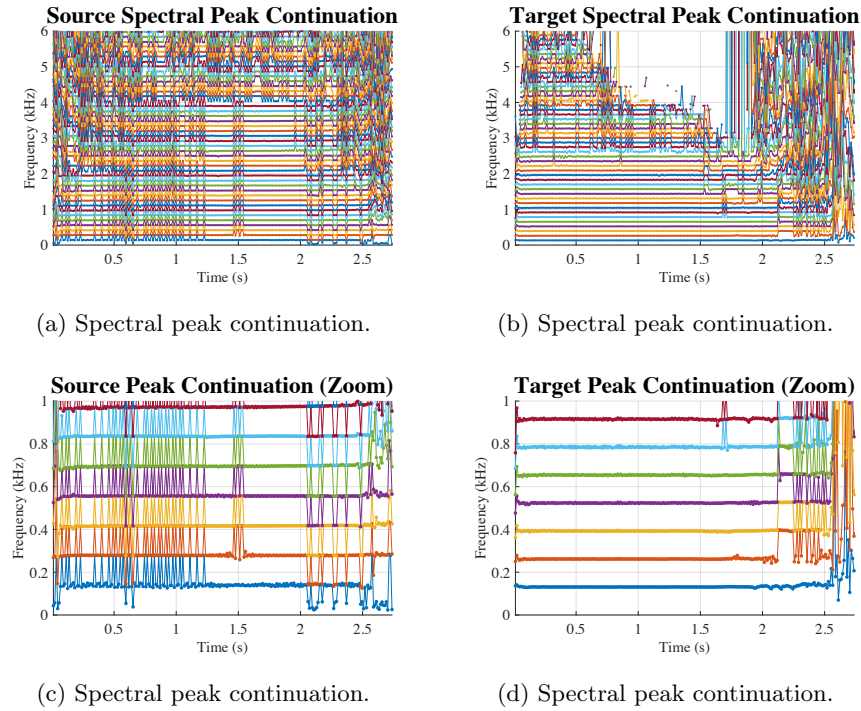 Source Spectral Peak Continuation
6
5
4
3
2
1
0
Frequency (kHz)
0.5
1
1.5
2
2.5
Time (s)
(a) Spectral peak continuation.
Target Spectral Peak Continuation
6
5
4
3
2
1
0
Frequency (kHz)
0.5
1
1.5
2
2.5
Time (s)
(b) Spectral peak continuation.
Source Peak Continuation (Zoom)
1
0.8
0.6
0.4
0.2
0
Frequency (kHz)
0.5
1
1.5
2
2.5
Time (s)
(c) Spectral peak continuation.
Target Peak Continuation (Zoom)
1
0.8
0.6
0.4
0.2
0
Frequency (kHz)
0.5
1
1.5
2
2.5
Time (s)
(d) Spectral peak continuation.